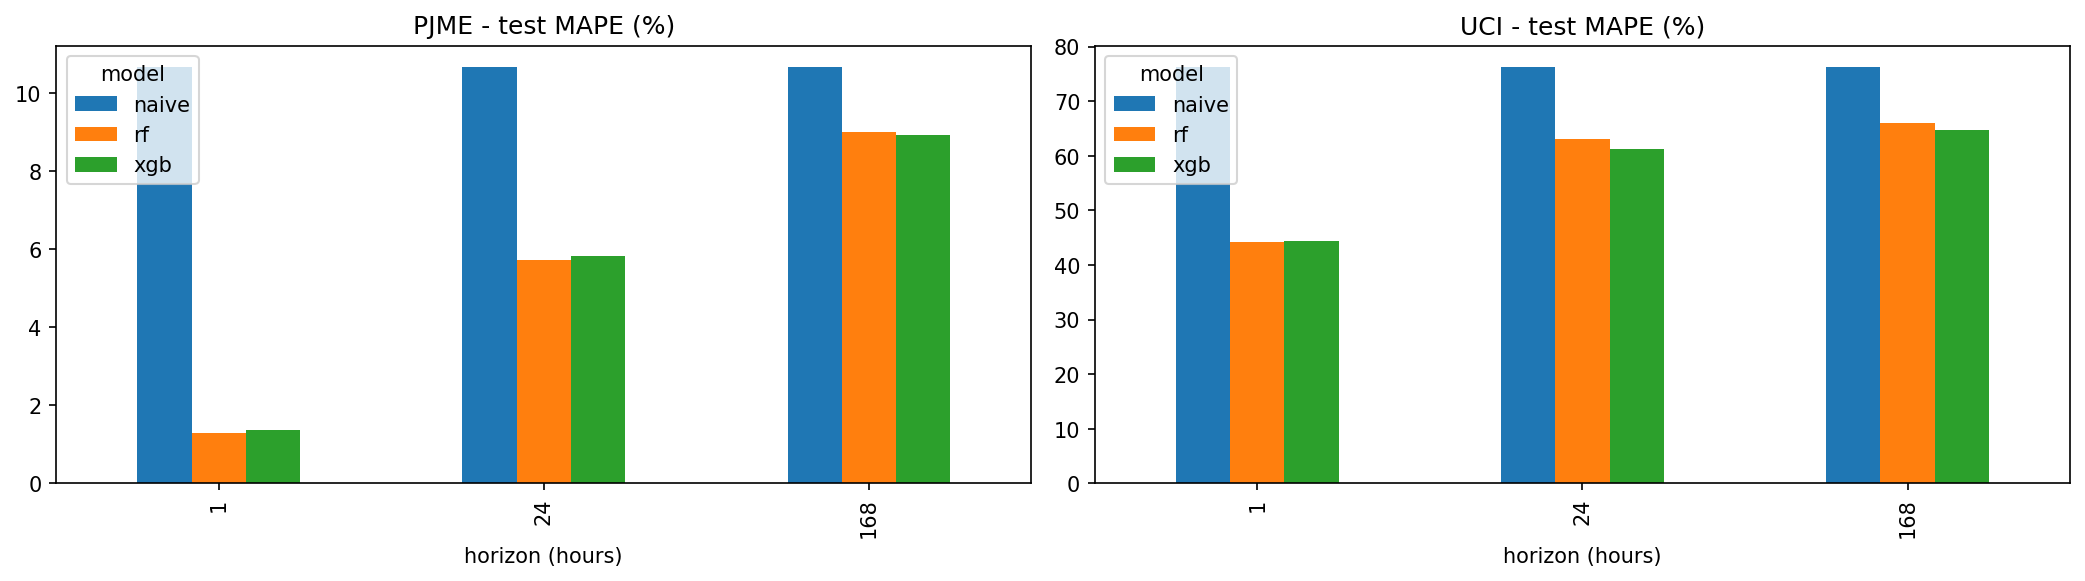 PJME - test MAPE (%)
model
naive
rf
xgb
10
8
6
4
2
0
1
24
168
horizon (hours)
UCI - test MAPE (%)
model
naive
rf
xgb
80
70
60
50
40
30
20
10
0
1
24
168
horizon (hours)